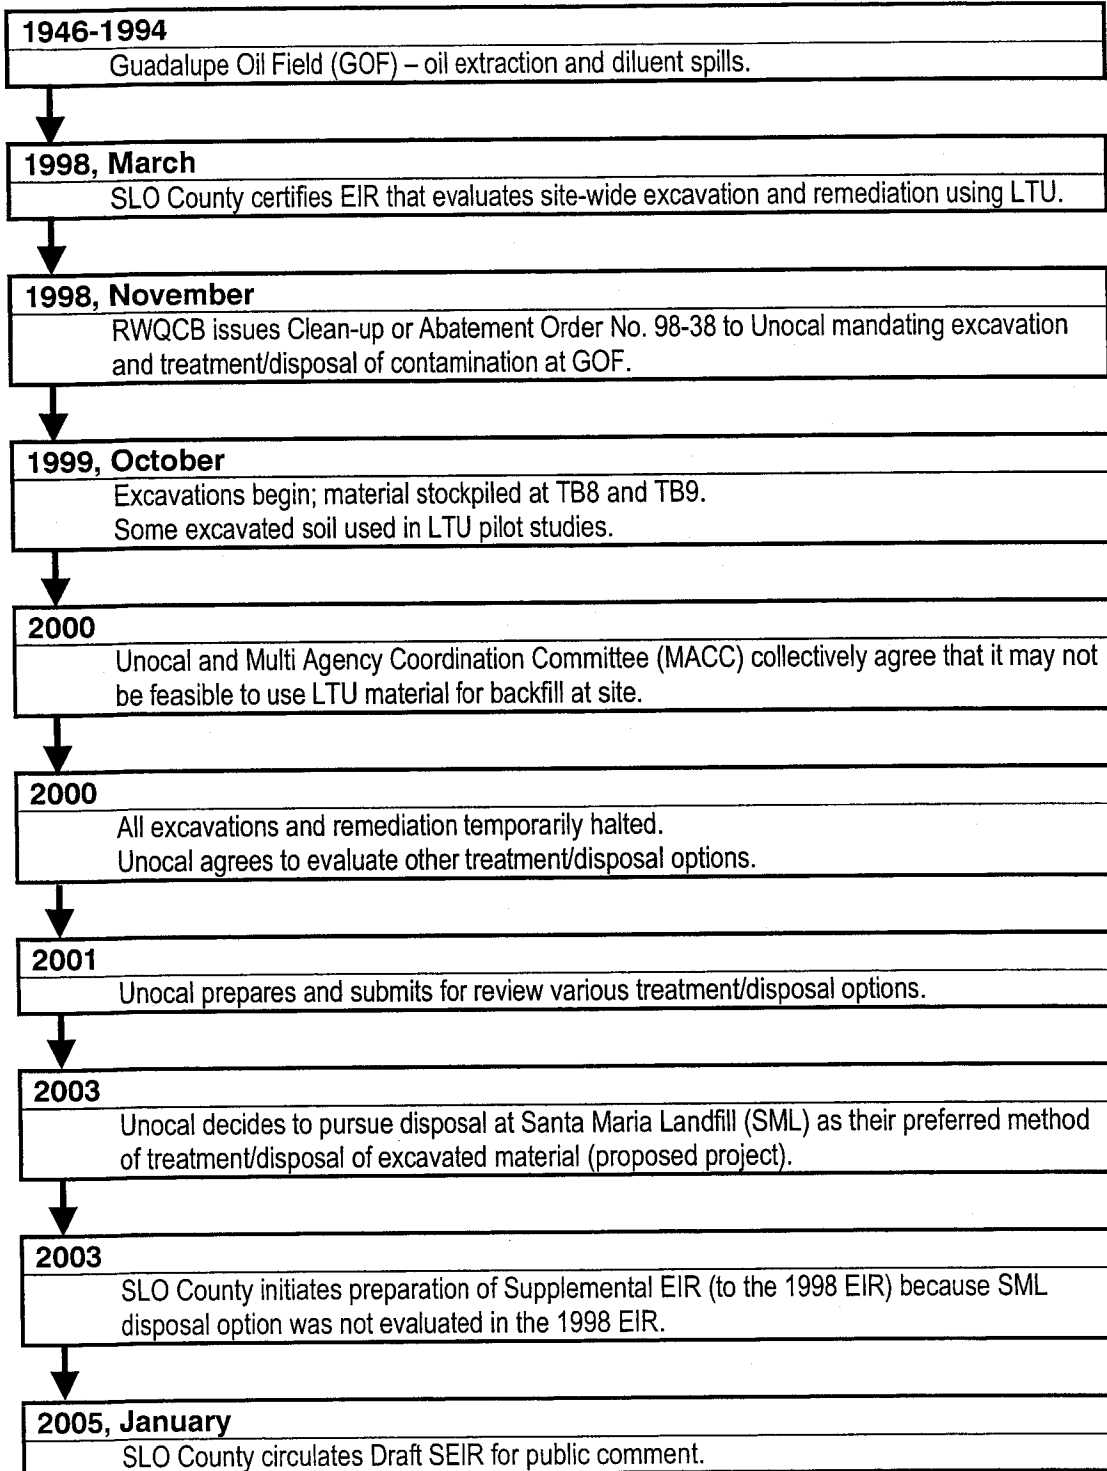 1946-1994
Guadalupe Oil Field (GOF) – oil extraction and diluent spills.
1998, March
SLO County certifies EIR that evaluates site-wide excavation and remediation using LTU.
1998, November
RWQCB issues Clean-up or Abatement Order No. 98-38 to Unocal mandating excavation
and treatment/disposal of contamination at GOF.
1999, October
Excavations begin; material stockpiled at TB8 and TB9.
Some excavated soil used in LTU pilot studies.
2000
Unocal and Multi Agency Coordination Committee (MACC) collectively agree that it may not
be feasible to use LTU material for backfill at site.
2000
All excavations and remediation temporarily halted.
Unocal agrees to evaluate other treatment/disposal options.
2001
Unocal prepares and submits for review various treatment/disposal options.
2003
Unocal decides to pursue disposal at Santa Maria Landfill (SML) as their preferred method
of treatment/disposal of excavated material (proposed project).
2003
SLO County initiates preparation of Supplemental EIR (to the 1998 EIR) because SML
disposal option was not evaluated in the 1998 EIR.
2005, January
SLO County circulates Draft SEIR for public comment.